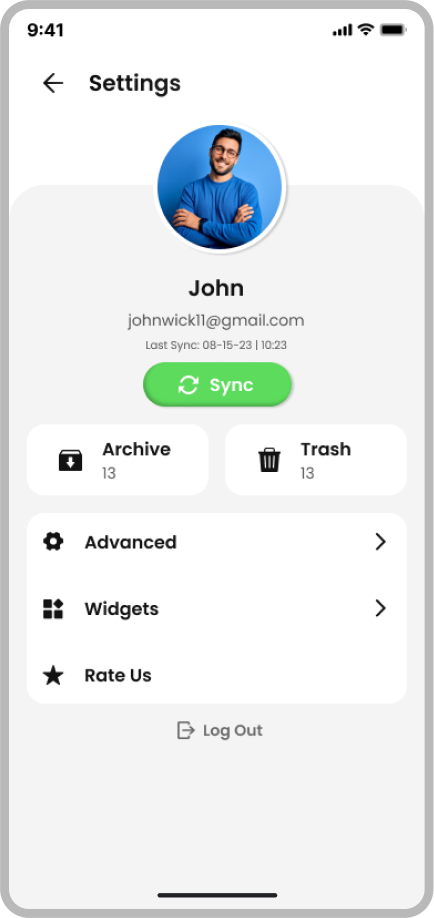 9:41
Settings
John
johnwick11@gmail.com
Last Sync: 08-15-23 | 10:23
Sync
Archive
13
Trash
13
Advanced
Widgets
Rate Us
Log Out